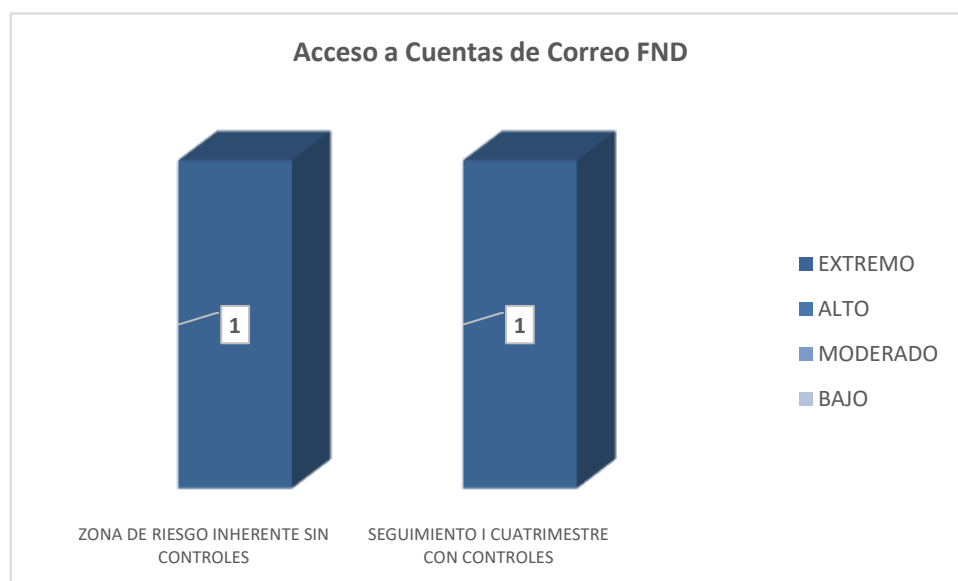 Acceso a Cuentas de Correo FND
1
1
EXTREMO
ALTO
MODERADO
BAJO
ZONA DE RIESGO INHERENTE SIN
CONTROLES
SEGUIMIENTO I CUATRIMESTRE
CON CONTROLES